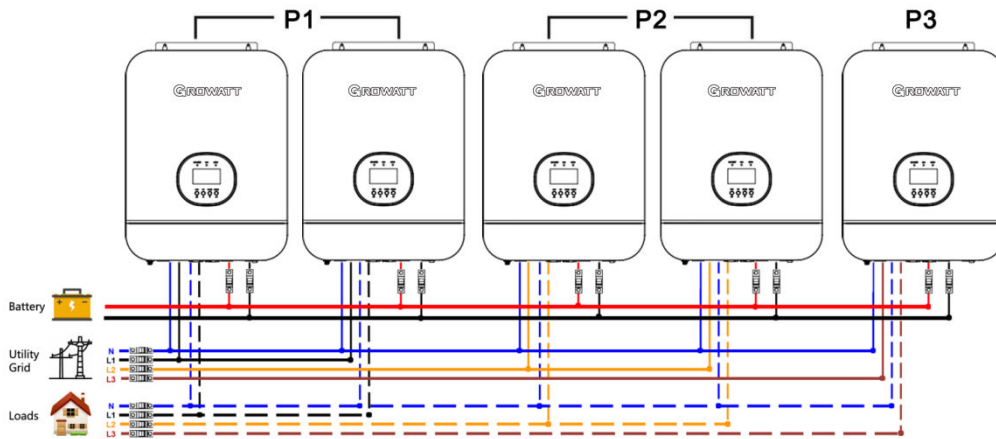 P1 P2 P3
GROWATT GROWATT GROWATT GROWATT GROWATT
Battery
Utility
Grid
N
L1
L2
L3
Loads
N
L1
L2
L3